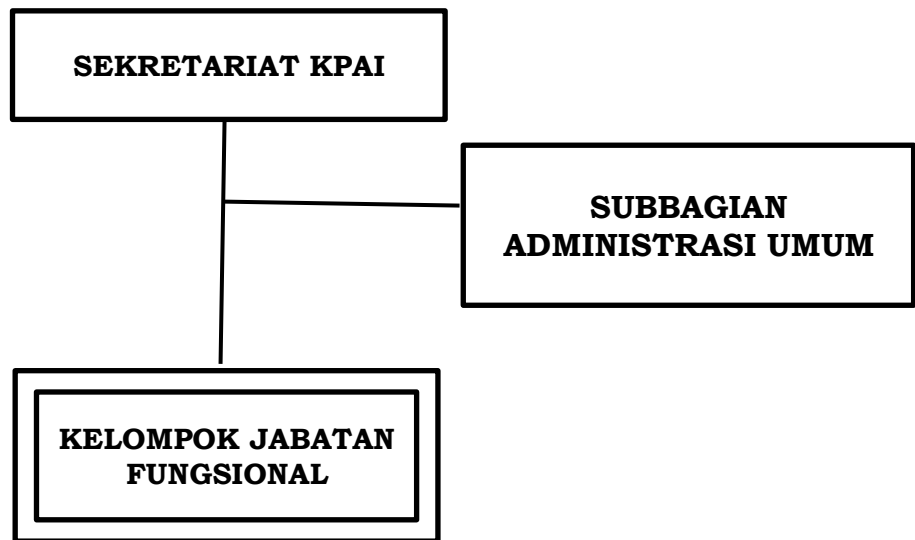 SEKRETARIAT KPAI
SUBBAGIAN
ADMINISTRASI UMUM
KELOMPOK JABATAN
FUNGSIONAL